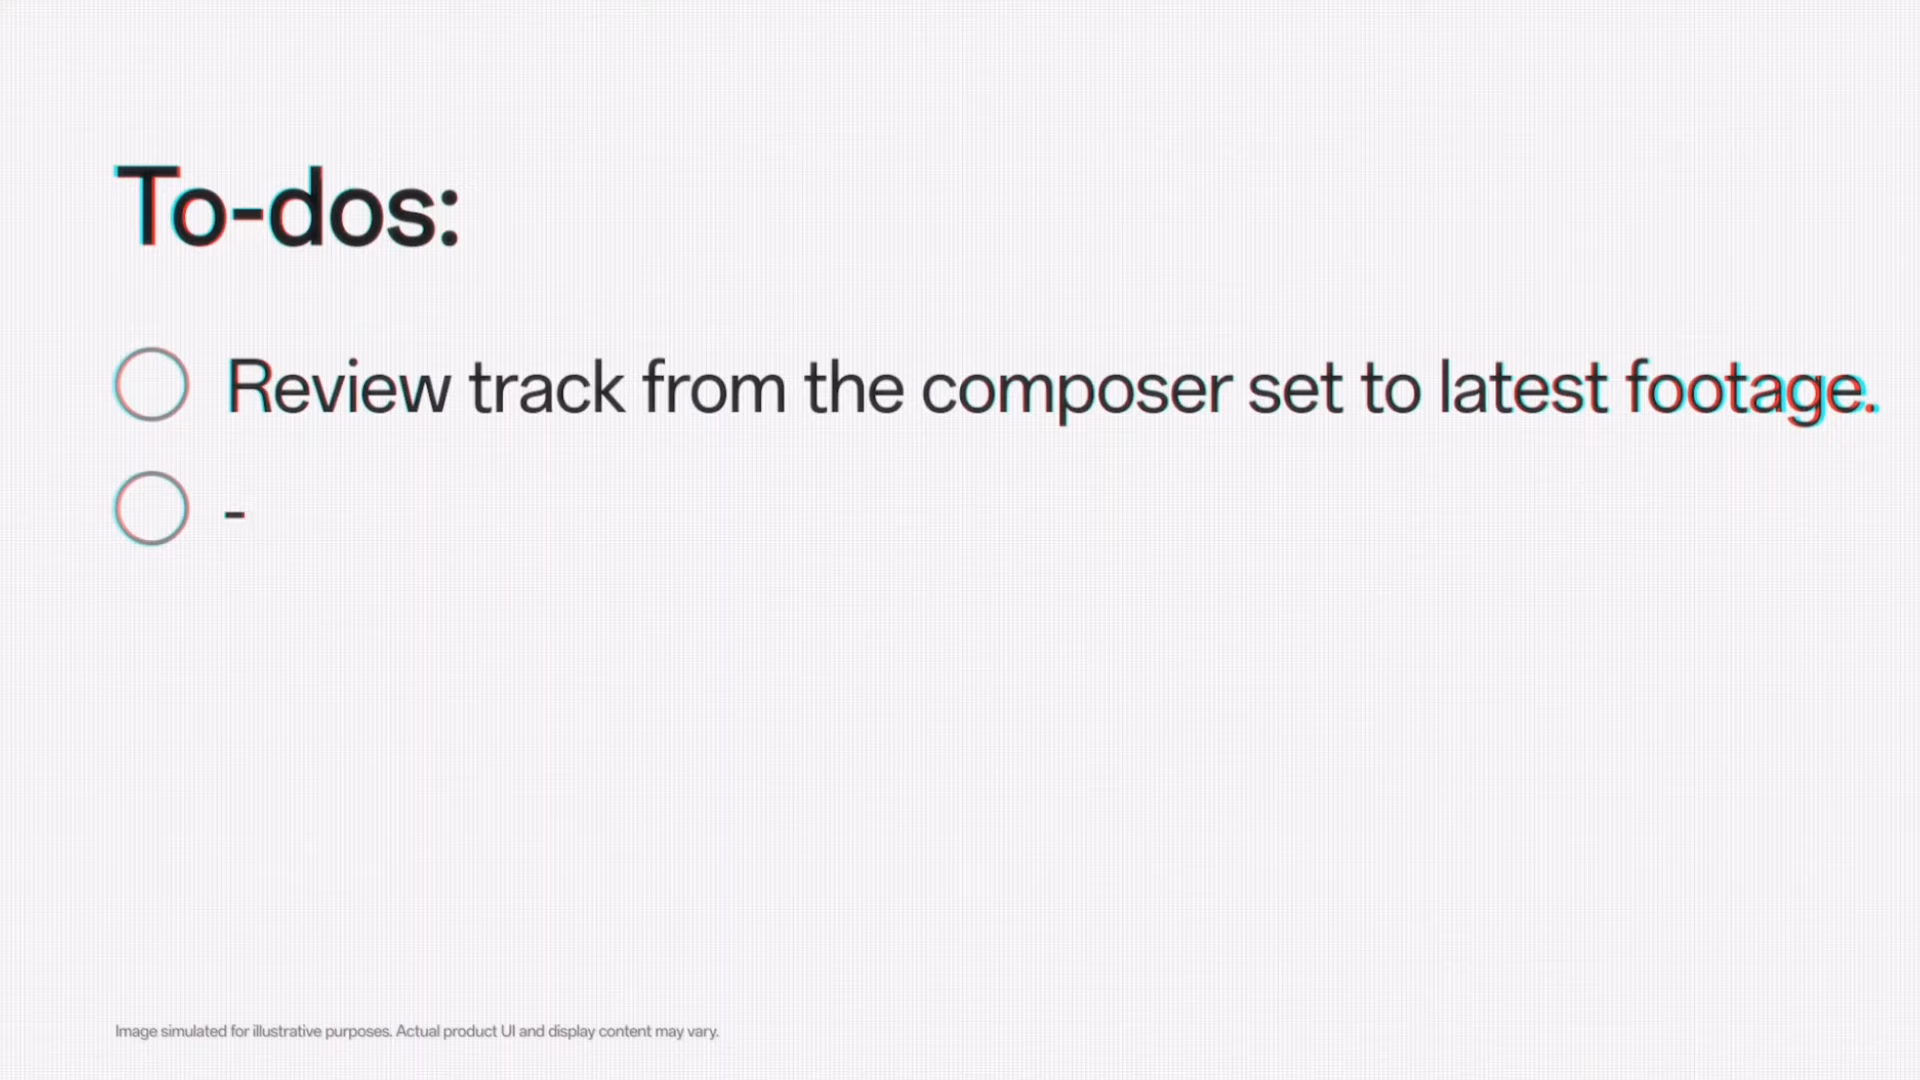 To-dos:
Review track from the composer set to latest footage.
-
Image simulated for illustrative purposes. Actual product UI and display content may vary.